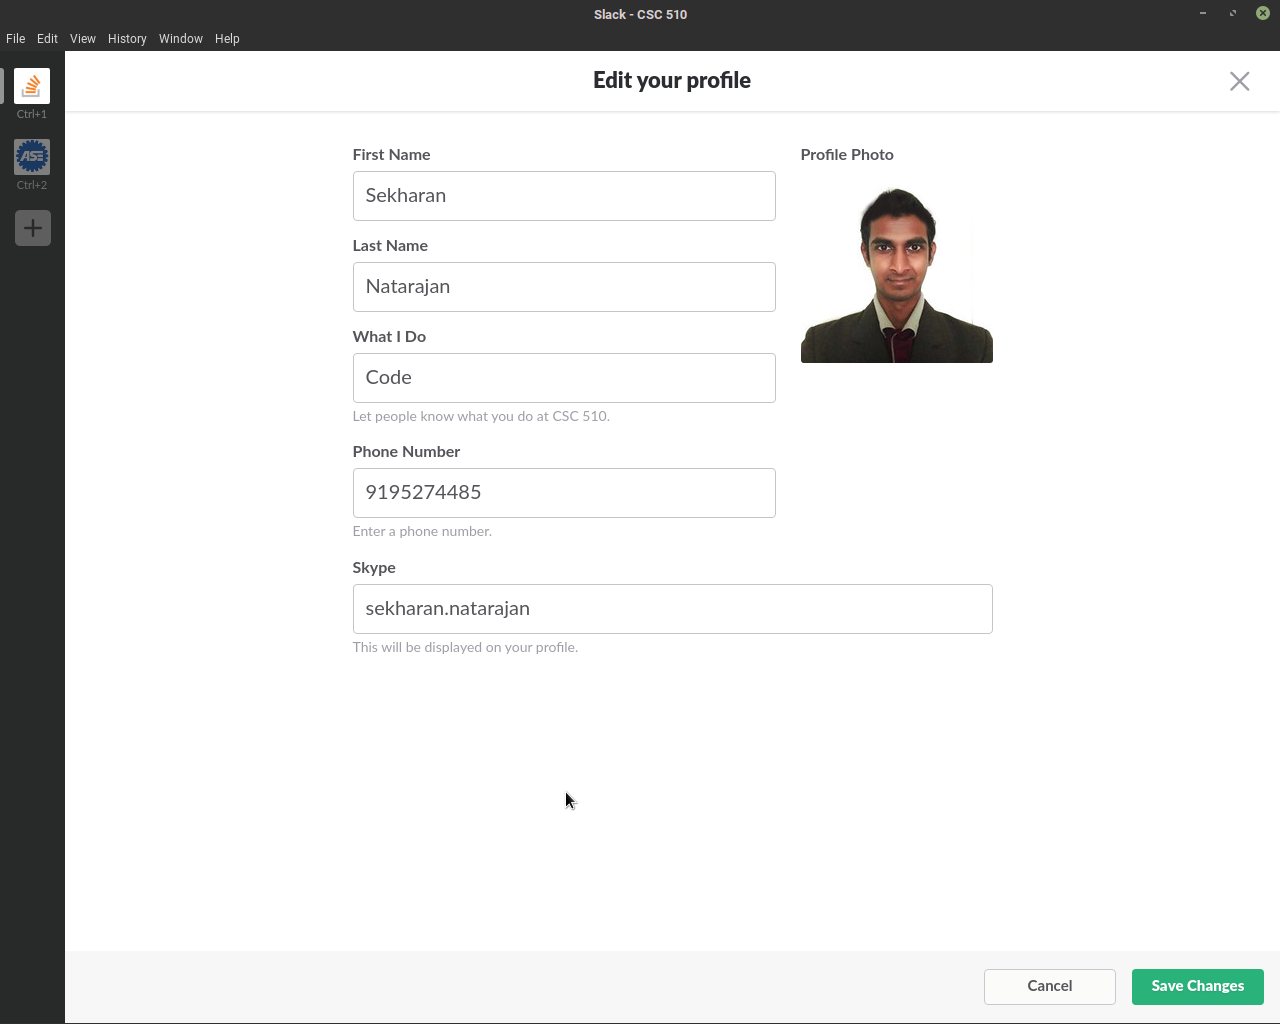 Slack - CSC 510
File Edit View History Window Help
Ctrl+1
ASE
Ctrl+2
Edit your profile
First Name
Sekharan
Last Name
Natarajan
What I Do
Code
Let people know what you do at CSC 510.
Phone Number
9195274485
Enter a phone number.
Skype
sekharan.natarajan
This will be displayed on your profile.
Profile Photo
Cancel
Save Changes